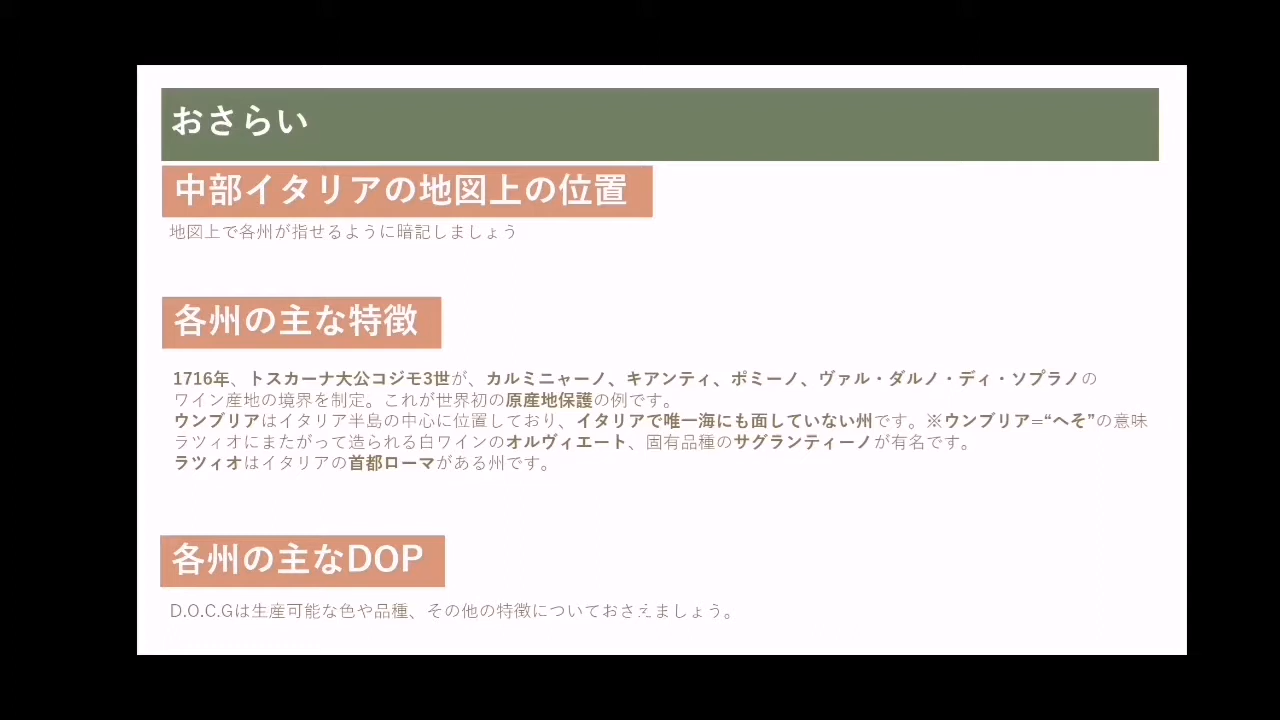 おさらい
中部イタリアの地図上の位置
地図上で各州が指せるように暗記しましょう
各州の主な特徴
1716年、トスカーナ大公コジモ3世が、カルミニャーノ、キアンティ、ポミーノ、ヴァル・ダルノ・ディ・ソプラノの
ワイン産地の境界を制定。これが世界初の原産地保護の例です。
ウンブリアはイタリア半島の中心に位置しており、イタリアで唯一海にも面していない州です。※ウンブリア=“へそ”の意味
ラツィオにまたがって造られる白ワインのオルヴィエート、固有品種のサグランティーノが有名です。
ラツィオはイタリアの首都ローマがある州です。
各州の主なDOP
D.O.C.Gは生産可能な色や品種、その他の特徴についておさえましょう。